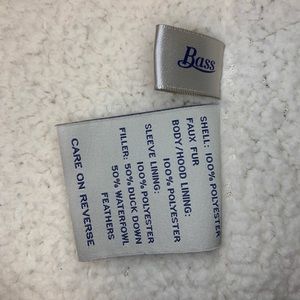 Bass
SHELL: 100% POLYESTER
FAUX FUR
BODY/HOOD LINING:
100% POLYESTER
SLEEVE LINING:
100% POLYESTER
FILLER: 50% DUCK DOWN
50% WATERFOWL
FEATHERS
CARE ON REVERSE